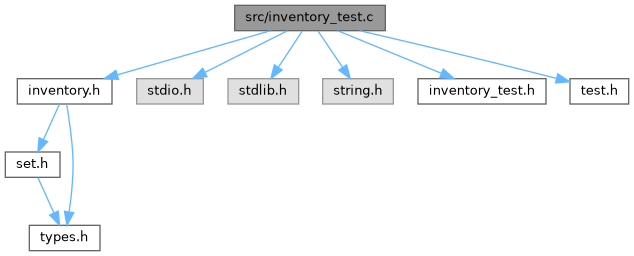 src/inventory_test.c
inventory.h
stdio.h
stdlib.h
string.h
inventory_test.h
test.h
set.h
types.h